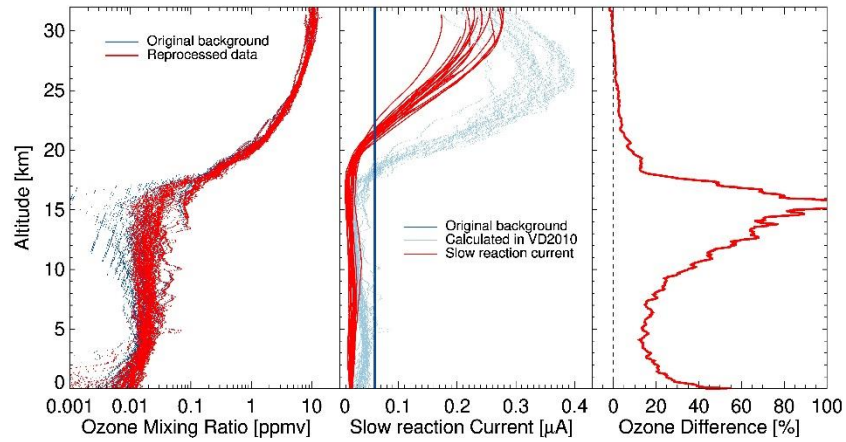 Original background
Reprocessed data
Original background
Calculated in VD2010
Slow reaction current
Altitude [km]
30
25
20
15
10
5
0
0.001 0.01 0.1 1 10
0 0.1 0.2 0.3 0.4
0 20 40 60 80 100
Ozone Mixing Ratio [ppmv]
Slow reaction Current [µA]
Ozone Difference [%]